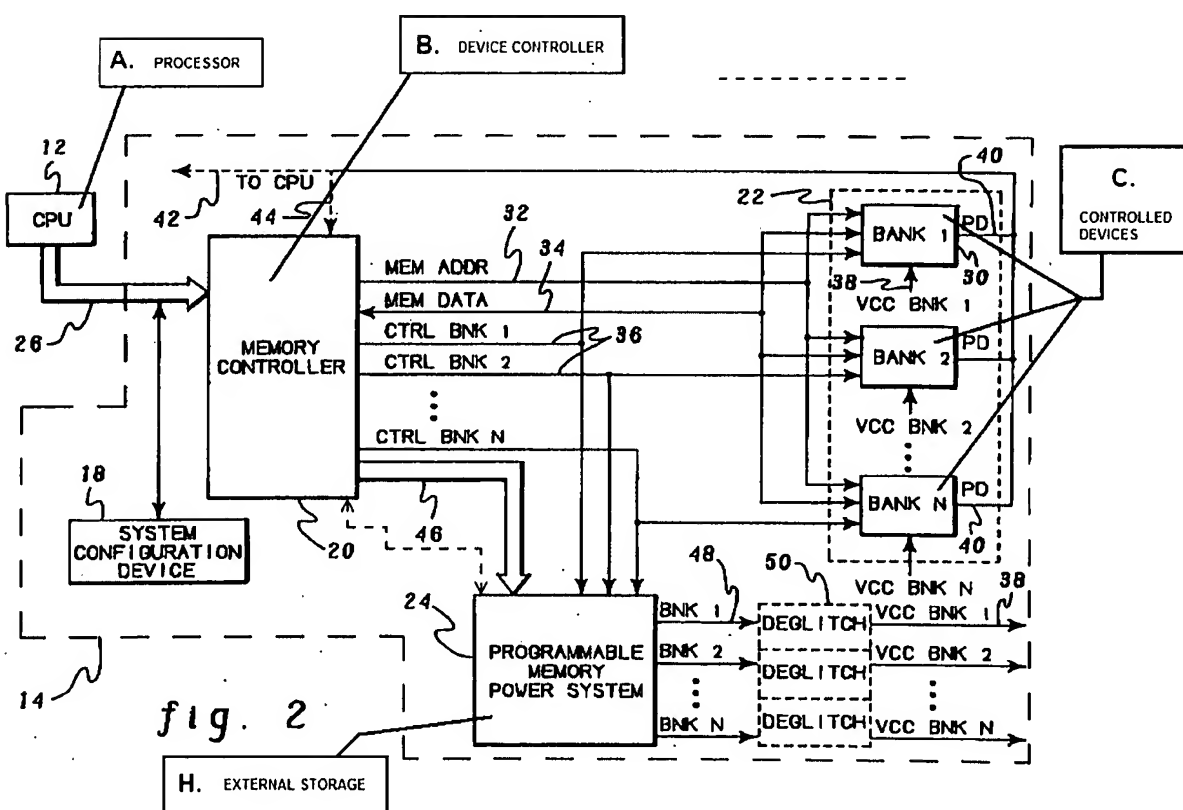 A. PROCESSOR
B. DEVICE CONTROLLER
C. CONTROLLED DEVICES
12
CPU
TO CPU
42
44
32
34
22
40
BANK 1
PD
30
38
VCC BNK 1
MEM ADDR
MEM DATA
CTRL BNK 1
36
CTRL BNK 2
MEMORY CONTROLLER
26
BANK 2
PD
VCC BNK 2
CTRL BNK N
BANK N
PD
40
VCC BNK N
18
SYSTEM CONFIGURATION DEVICE
20
46
48
50
38
24
PROGRAMMABLE MEMORY POWER SYSTEM
BNK 1
DEGLITCH
VCC BNK 1
BNK 2
DEGLITCH
VCC BNK 2
BNK N
DEGLITCH
VCC BNK N
14
fig. 2
H. EXTERNAL STORAGE